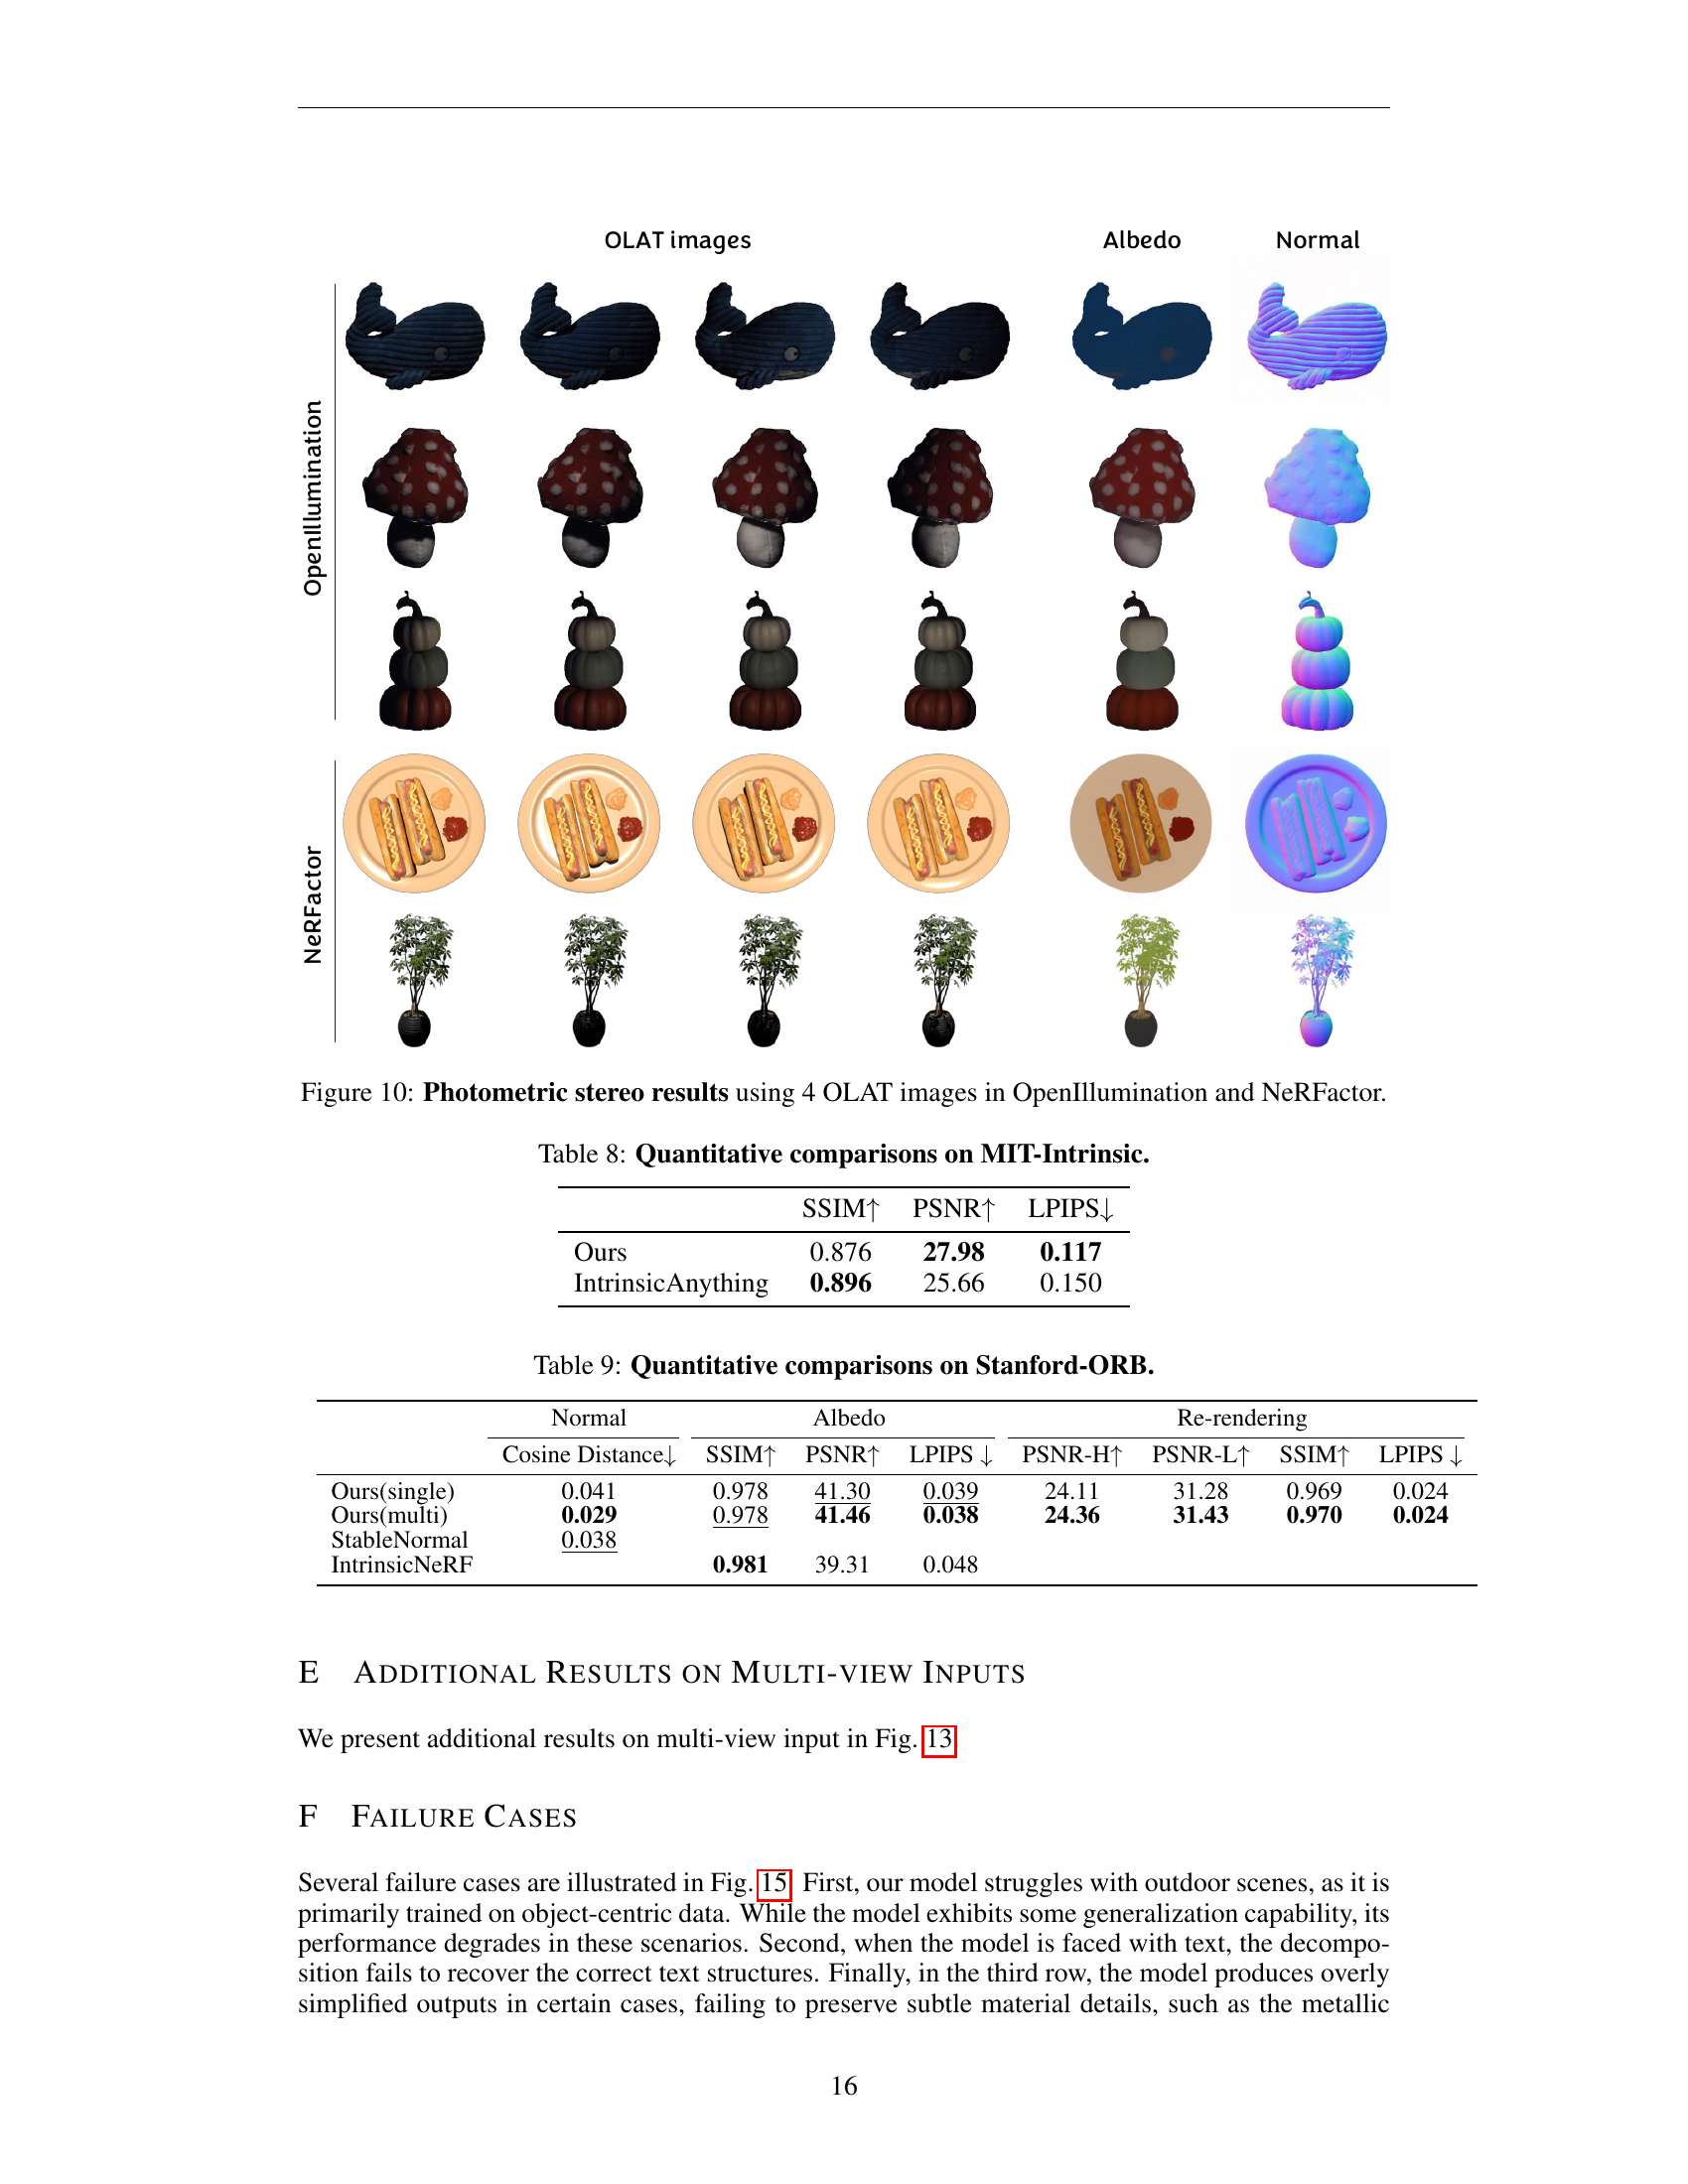 OLAT images Albedo Normal
OpenIllumination
NeRFactor
Figure 10: Photometric stereo results using 4 OLAT images in OpenIllumination and NeRFactor.
Table 8: Quantitative comparisons on MIT-Intrinsic.
SSIM↑ PSNR↑ LPIPS↓
Ours 0.876 27.98 0.117
IntrinsicAnything 0.896 25.66 0.150
Table 9: Quantitative comparisons on Stanford-ORB.
Normal Albedo Re-rendering
Cosine Distance↓ SSIM↑ PSNR↑ LPIPS ↓ PSNR-H↑ PSNR-L↑ SSIM↑ LPIPS ↓
Ours(single) 0.041 0.978 41.30 0.039 24.11 31.28 0.969 0.024
Ours(multi) 0.029 0.978 41.46 0.038 24.36 31.43 0.970 0.024
StableNormal 0.038
IntrinsicNeRF 0.981 39.31 0.048
E ADDITIONAL RESULTS ON MULTI-VIEW INPUTS
We present additional results on multi-view input in Fig. 13.
F FAILURE CASES
Several failure cases are illustrated in Fig. 15. First, our model struggles with outdoor scenes, as it is
primarily trained on object-centric data. While the model exhibits some generalization capability, its
performance degrades in these scenarios. Second, when the model is faced with text, the decompo-
sition fails to recover the correct text structures. Finally, in the third row, the model produces overly
simplified outputs in certain cases, failing to preserve subtle material details, such as the metallic
16